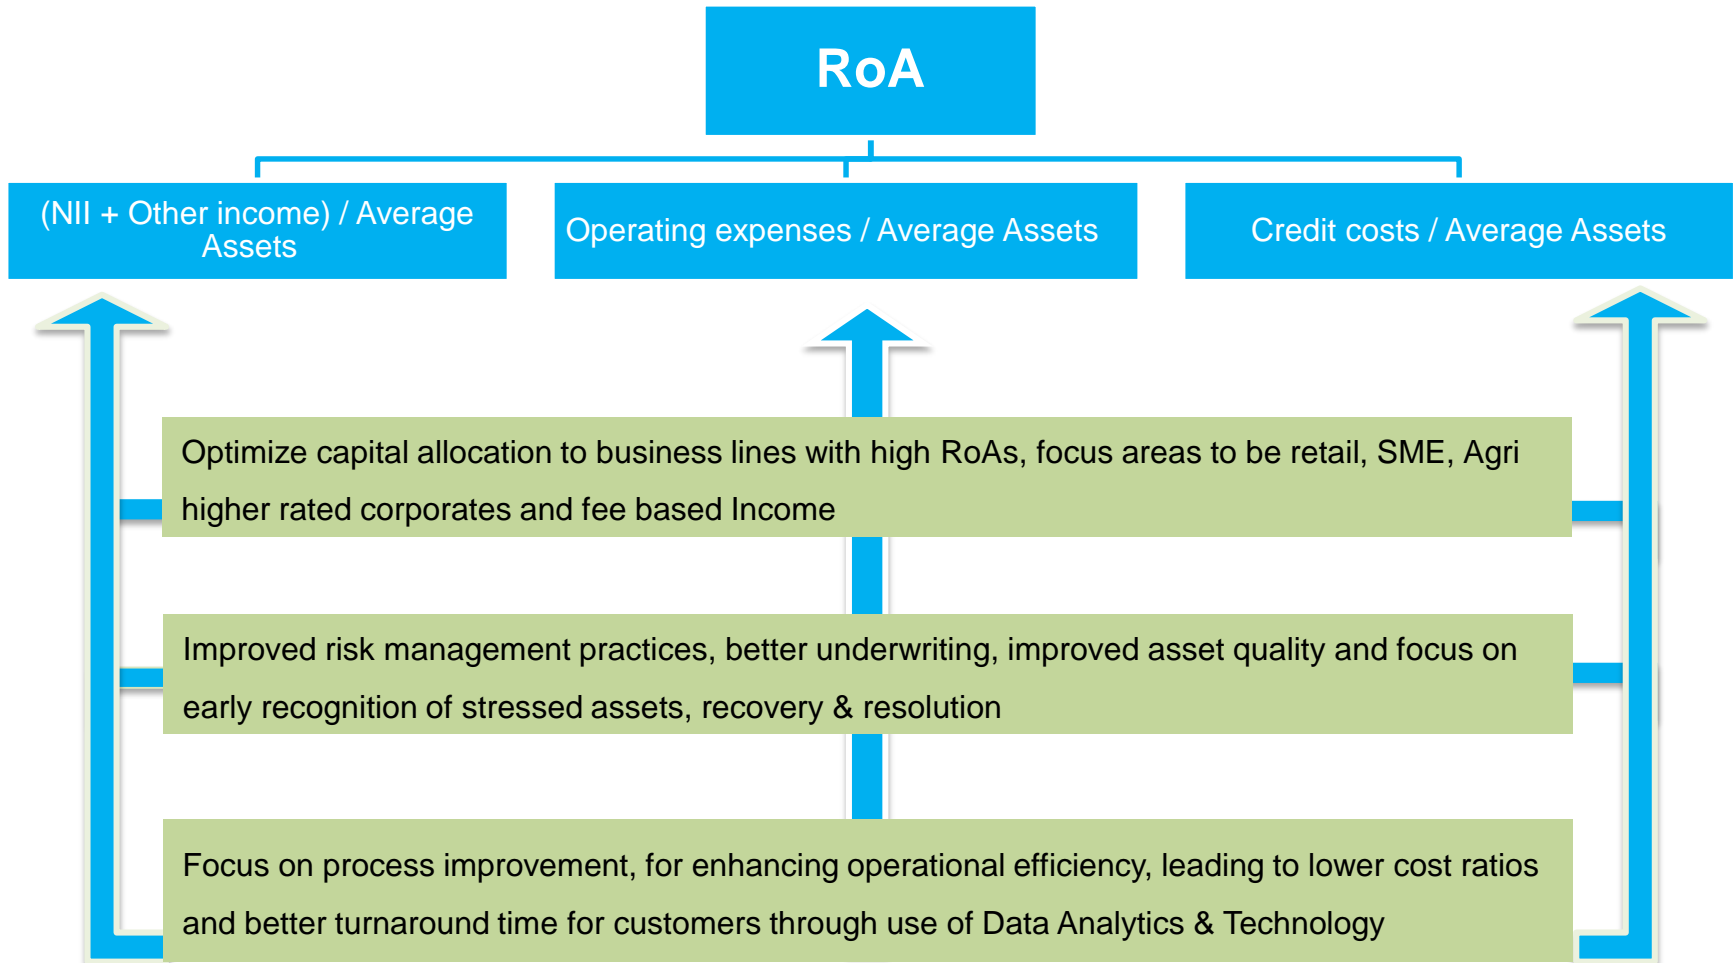 RoA
(NII + Other income) / Average
Assets
Operating expenses / Average Assets
Credit costs / Average Assets
Optimize capital allocation to business lines with high RoAs, focus areas to be retail, SME, Agri
higher rated corporates and fee based Income
Improved risk management practices, better underwriting, improved asset quality and focus on
early recognition of stressed assets, recovery & resolution
Focus on process improvement, for enhancing operational efficiency, leading to lower cost ratios
and better turnaround time for customers through use of Data Analytics & Technology